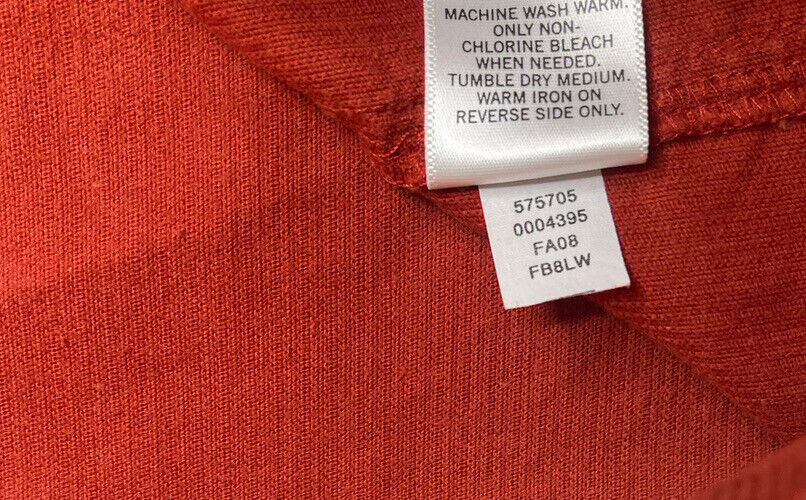 MACHINE WASH WARM.
ONLY NON-
CHLORINE BLEACH
WHEN NEEDED.
TUMBLE DRY MEDIUM.
WARM IRON ON
REVERSE SIDE ONLY.
575705
0004395
FA08
FB8LW